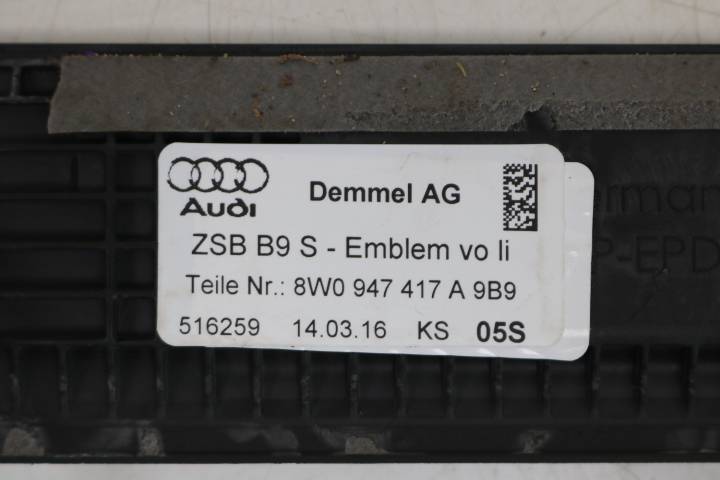 Audi
Demmel AG
ZSB B9 S - Emblem vo li
Teile Nr.: 8W0 947 417 A 9B9
516259 14.03.16 KS 05S
P-EPD